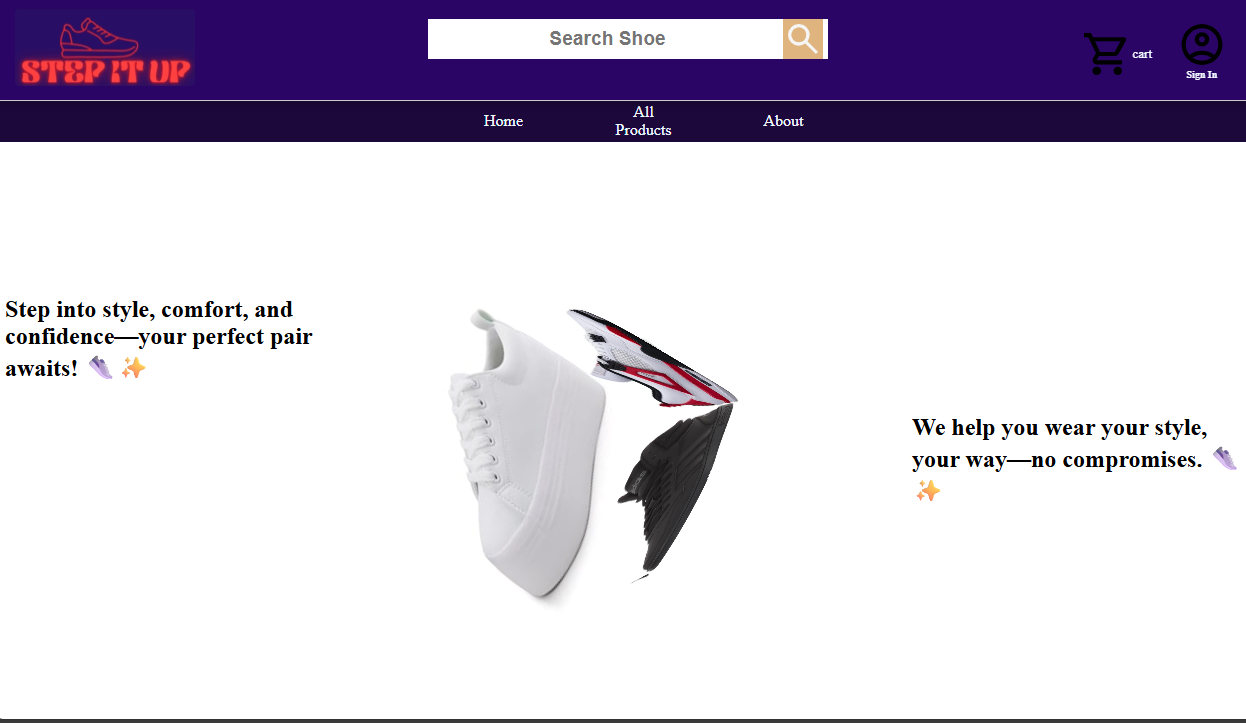 STEP IT UP
Search Shoe
cart
Sign In
Home
All
Products
About
Step into style, comfort, and
confidence—your perfect pair
awaits! 👟 ✨
We help you wear your style,
your way—no compromises. 👟
✨